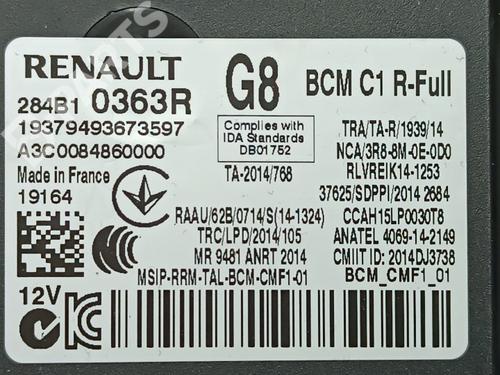 RENAULT
284B1 0363R
G8
BCM C1 R-Full
19379493673597
A3C0084860000
Made in France
19164
Complies with
IDA Standards
DB01752
TA-2014/768
TRA/TA-R/1939/14
NCA/3R8-8M-0E-0D0
RLVREIK14-1253
37625/SDPPI/2014 2684
RAAU/62B/0714/S(14-1324)
CCAH15LP0030T8
TRC/LPD/2014/105
ANATEL 4069-14-2149
MR 9481 ANRT 2014
CMIIT ID: 2014DJ3738
MSIP-RRM-TAL-BCM-CMF1-01
BCM_CMF1_01
12V